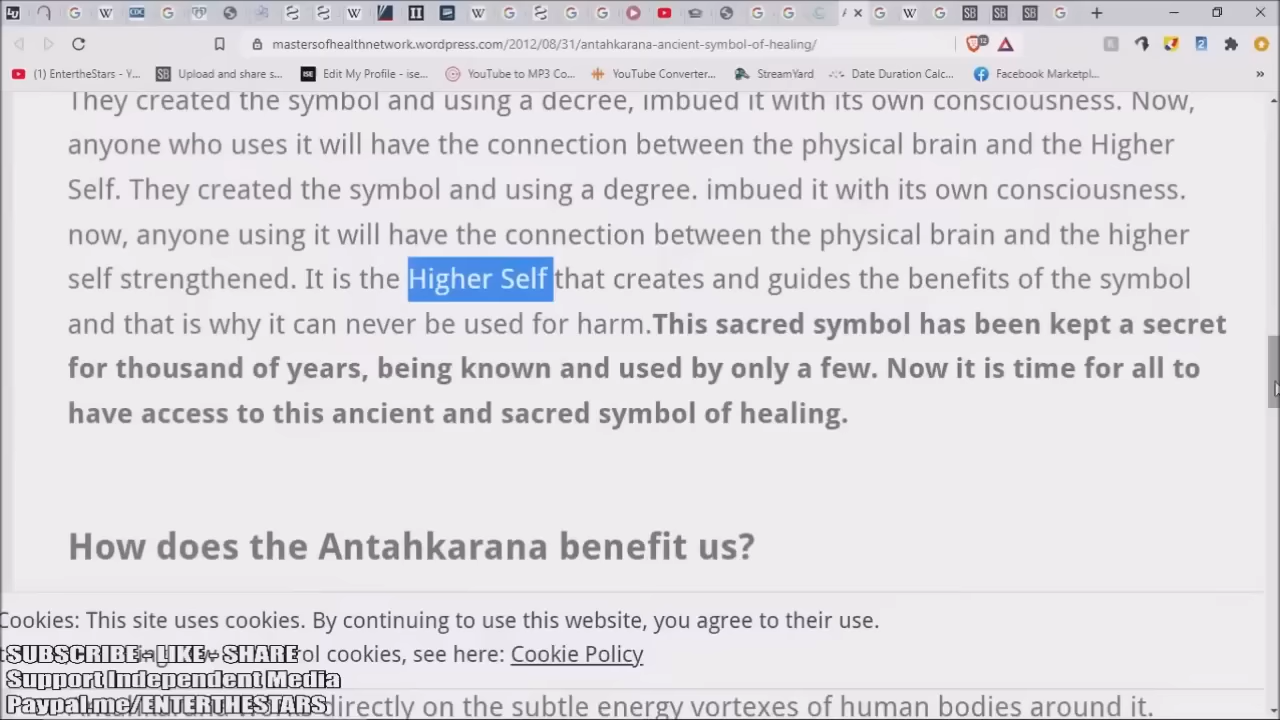 mastersofhealthnetwork.wordpress.com/2012/08/31/antahkarana-ancient-symbol-of-healing/
(1) EntertheStars - Y... Upload and share s... Edit My Profile - ise... YouTube to MP3 Co... YouTube Converter... StreamYard Date Duration Calc... Facebook Marketpl...
They created the symbol and using a decree, imbued it with its own consciousness. Now,
anyone who uses it will have the connection between the physical brain and the Higher
Self. They created the symbol and using a degree. imbued it with its own consciousness.
now, anyone using it will have the connection between the physical brain and the higher
self strengthened. It is the Higher Self that creates and guides the benefits of the symbol
and that is why it can never be used for harm.This sacred symbol has been kept a secret
for thousand of years, being known and used by only a few. Now it is time for all to
have access to this ancient and sacred symbol of healing.
How does the Antahkarana benefit us?
Cookies: This site uses cookies. By continuing to use this website, you agree to their use.
ol cookies, see here: Cookie Policy
SUBSCRIBE - LIKE - SHARE
Support Independent Media
Paypal.me/ENTERTHESTARS
directly on the subtle energy vortexes of human bodies around it.